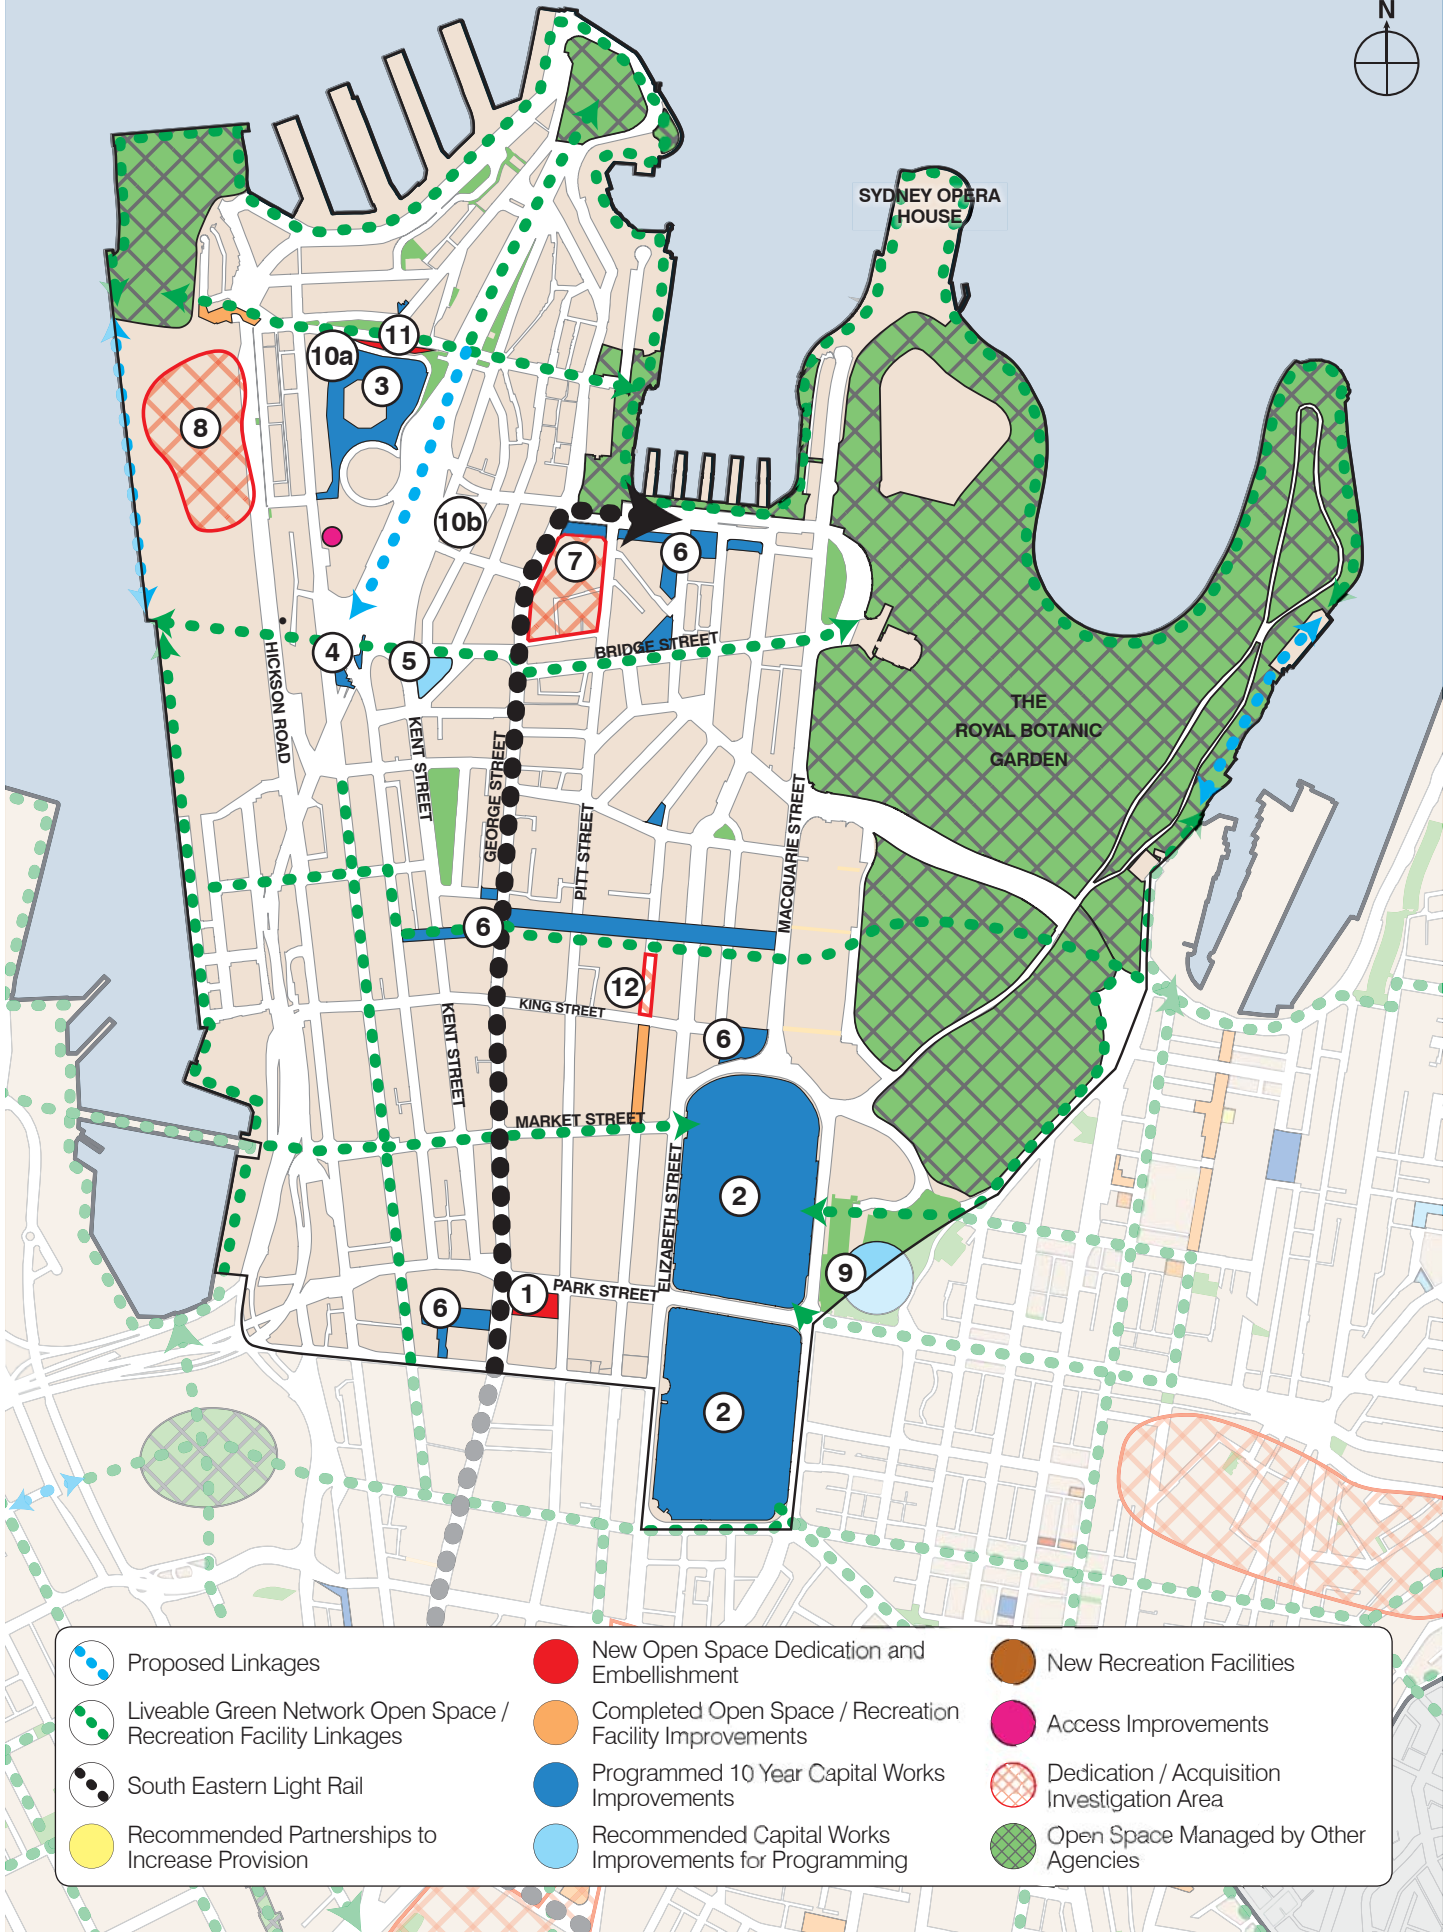 N
SYDNEY OPERA
HOUSE
11
10a
3
8
10b
7
6
BRIDGE STREET
4
5
HICKSON ROAD
THE
ROYAL BOTANIC
GARDEN
KENT STREET
GEORGE STREET
PITT STREET
MACQUARIE STREET
6
12
KING STREET
KENT STREET
6
MARKET STREET
ELIZABETH STREET
2
9
PARK STREET
1
6
2
Proposed Linkages
Liveable Green Network Open Space /
Recreation Facility Linkages
South Eastern Light Rail
Recommended Partnerships to
Increase Provision
New Open Space Dedication and
Embellishment
Completed Open Space / Recreation
Facility Improvements
Programmed 10 Year Capital Works
Improvements
Recommended Capital Works
Improvements for Programming
New Recreation Facilities
Access Improvements
Dedication / Acquisition
Investigation Area
Open Space Managed by Other
Agencies